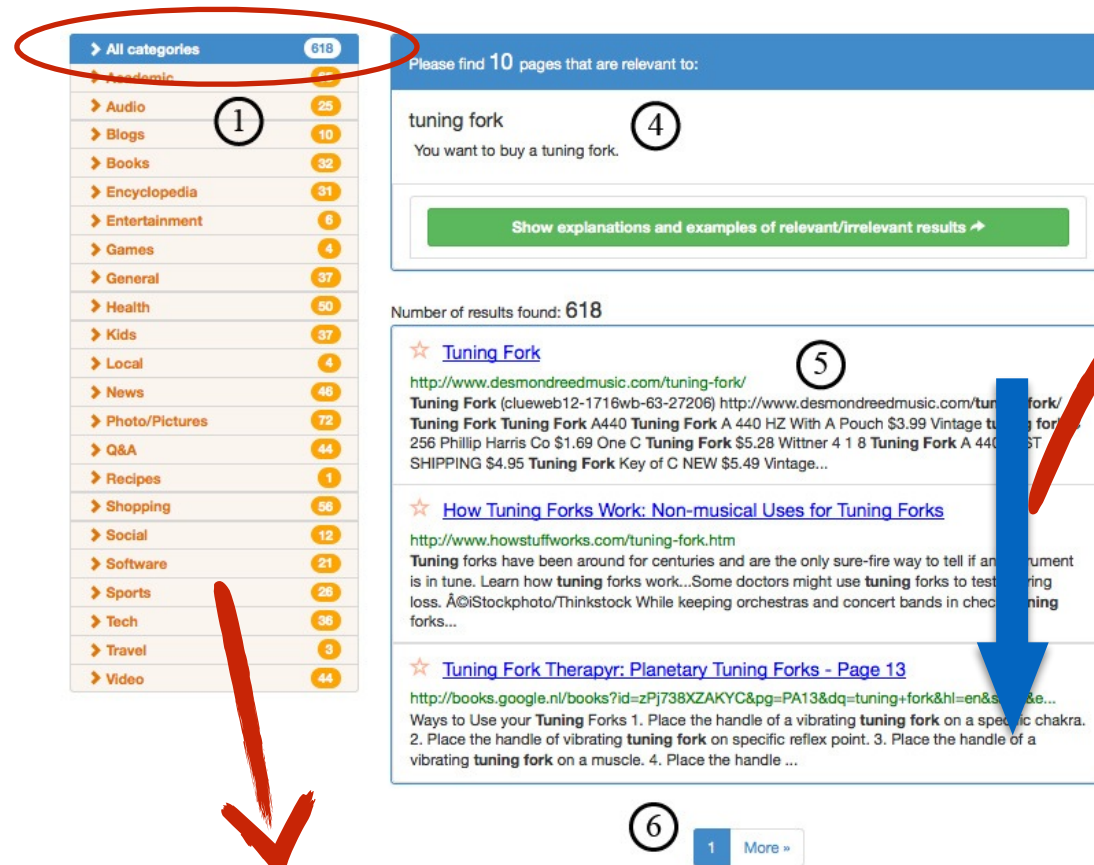 All categories 618
Academic
Audio 25
Blogs 10
Books 32
Encyclopedia 31
Entertainment 6
Games 4
General 37
Health 50
Kids 37
Local 4
News 46
Photo/Pictures 72
Q&A 44
Recipes 1
Shopping 56
Social 12
Software 21
Sports 26
Tech 36
Travel 3
Video 44
1
Please find 10 pages that are relevant to:
tuning fork
You want to buy a tuning fork.
4
Show explanations and examples of relevant/irrelevant results
Number of results found: 618
5
Tuning Fork
http://www.desmondreedmusic.com/tuning-fork/
Tuning Fork (clueweb12-1716wb-63-27206) http://www.desmondreedmusic.com/tun fork/
Tuning Fork Tuning Fork A440 Tuning Fork A 440 HZ With A Pouch $3.99 Vintage
256 Phillip Harris Co $1.69 One C Tuning Fork $5.28 Wittner 4 1 8 Tuning Fork A 440
SHIPPING $4.95 Tuning Fork Key of C NEW $5.49 Vintage...
How Tuning Forks Work: Non-musical Uses for Tuning Forks
http://www.howstuffworks.com/tuning-fork.htm
Tuning forks have been around for centuries and are the only sure-fire way to tell if
is in tune. Learn how tuning forks work...Some doctors might use tuning forks to test
loss. Â©iStockphoto/Thinkstock While keeping orchestras and concert bands in
forks...
Tuning Fork Therapyr: Planetary Tuning Forks - Page 13
http://books.google.nl/books?id=zPj738XZAKYC&pg=PA13&dq=tuning+fork&hl=en&s
Ways to Use your Tuning Forks 1. Place the handle of a vibrating tuning fork on a specific chakra.
2. Place the handle of vibrating tuning fork on specific reflex point. 3. Place the handle of a
vibrating tuning fork on a muscle. 4. Place the handle ...
6
1 More »